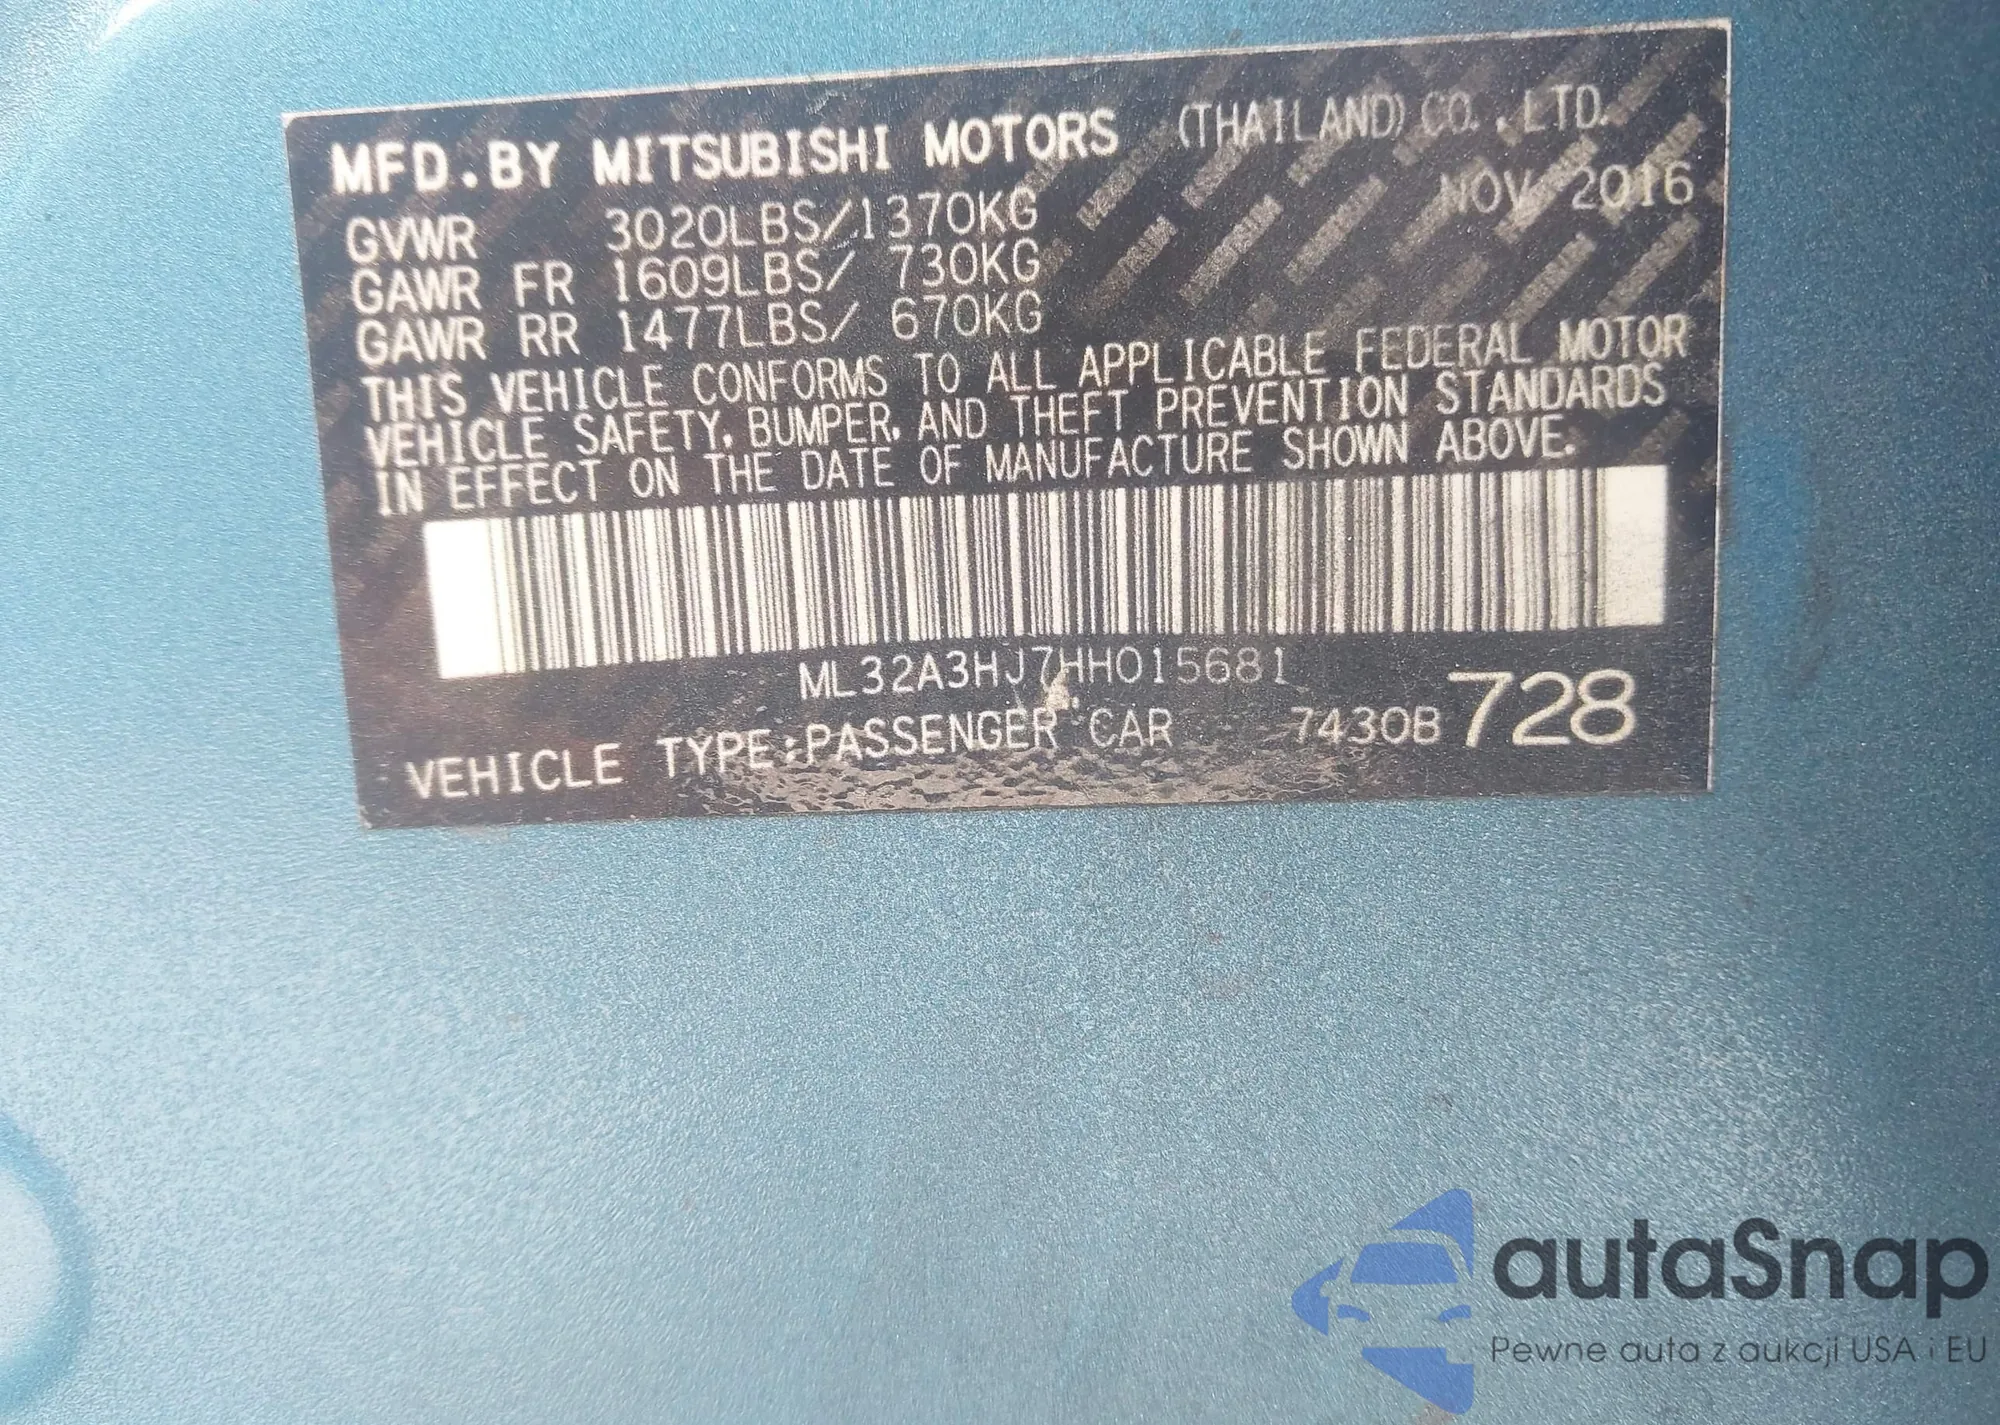 MFD.BY MITSUBISHI MOTORS (THAILAND) CO.,LTD.
NOV 2016
GVWR 3020LBS/1370KG
GAWR FR 1609LBS/ 730KG
GAWR RR 1477LBS/ 670KG
THIS VEHICLE CONFORMS TO ALL APPLICABLE FEDERAL MOTOR
VEHICLE SAFETY, BUMPER, AND THEFT PREVENTION STANDARDS
IN EFFECT ON THE DATE OF MANUFACTURE SHOWN ABOVE.
ML32A3HJ7HH015681
VEHICLE TYPE:PASSENGER CAR 7430B 728
autaSnap
Pewne auta z aukcji USA i EU